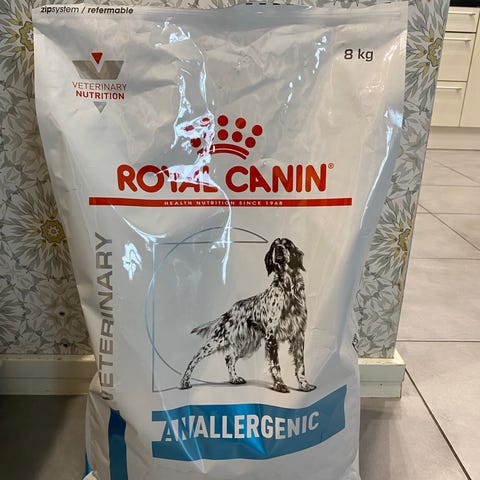 zipsystem / refermable
8 kg
VETERINARY
NUTRITION
ROYAL CANIN®
HEALTH NUTRITION SINCE 1968
VETERINARY
ANALLERGENIC